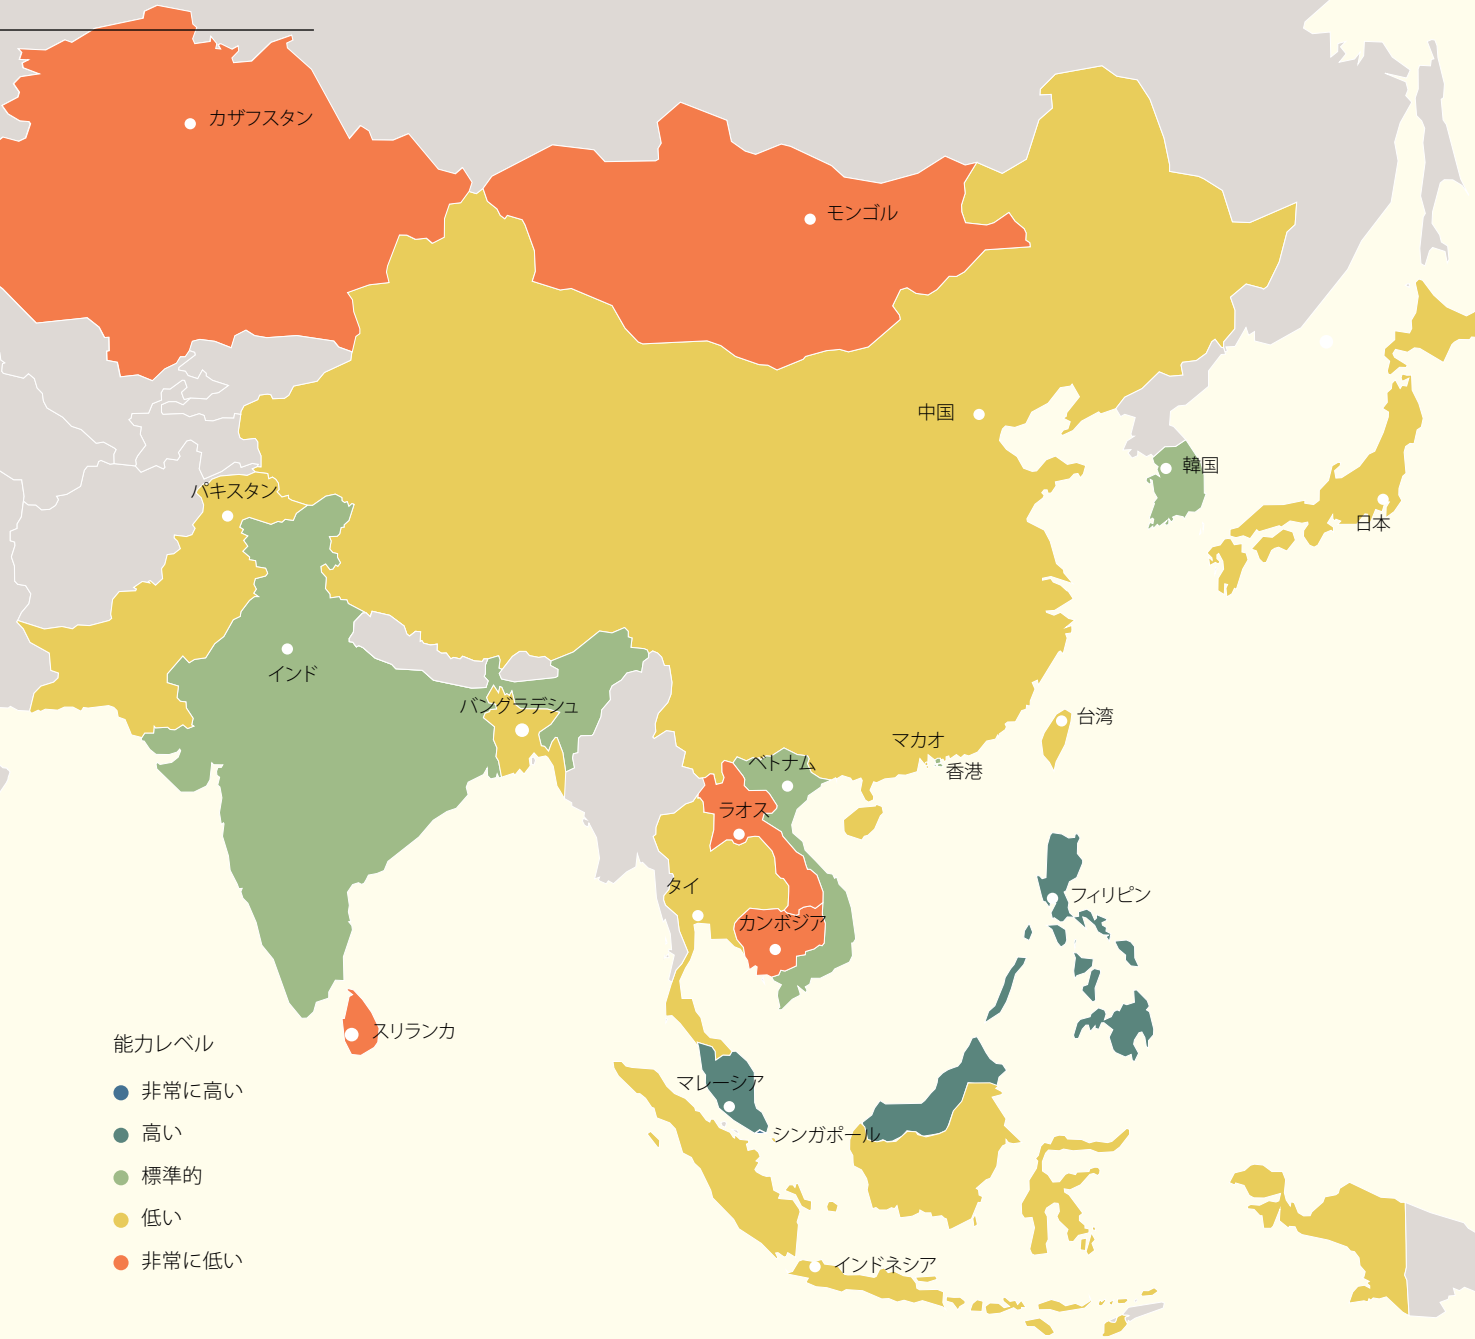 カザフスタン
モンゴル
中国
韓国
パキスタン
日本
インド
バングラデシュ
台湾
マカオ
ベトナム
香港
ラオス
タイ
フィリピン
カンボジア
スリランカ
能力レベル
マレーシア
非常に高い
高い
シンガポール
標準的
低い
非常に低い
インドネシア